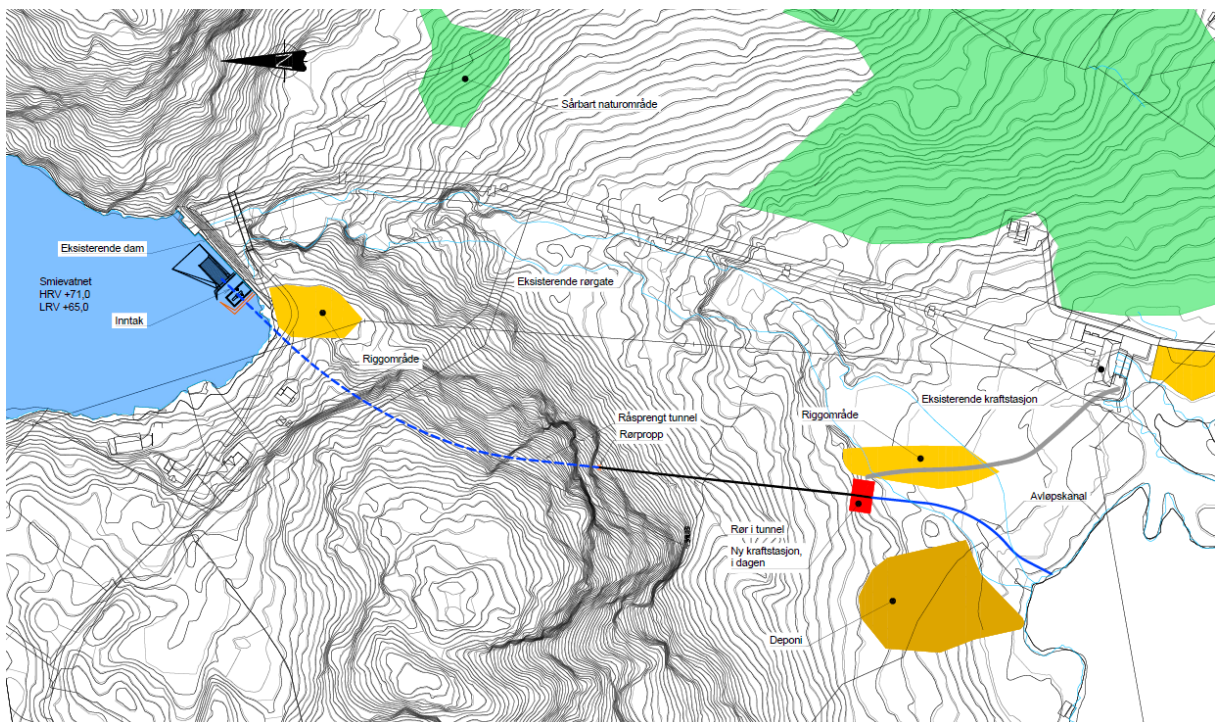 N
Sårbart naturområde
Eksisterende dam
Smievatnet
HRV +71,0
LRV +65,0
Inntak
Eksisterende rørgate
Riggområde
Eksisterende kraftstasjon
Råsprengt tunnel
Rørpropp
Riggområde
Avløpskanal
Rør i tunnel
Ny kraftstasjon,
i dagen
Deponi